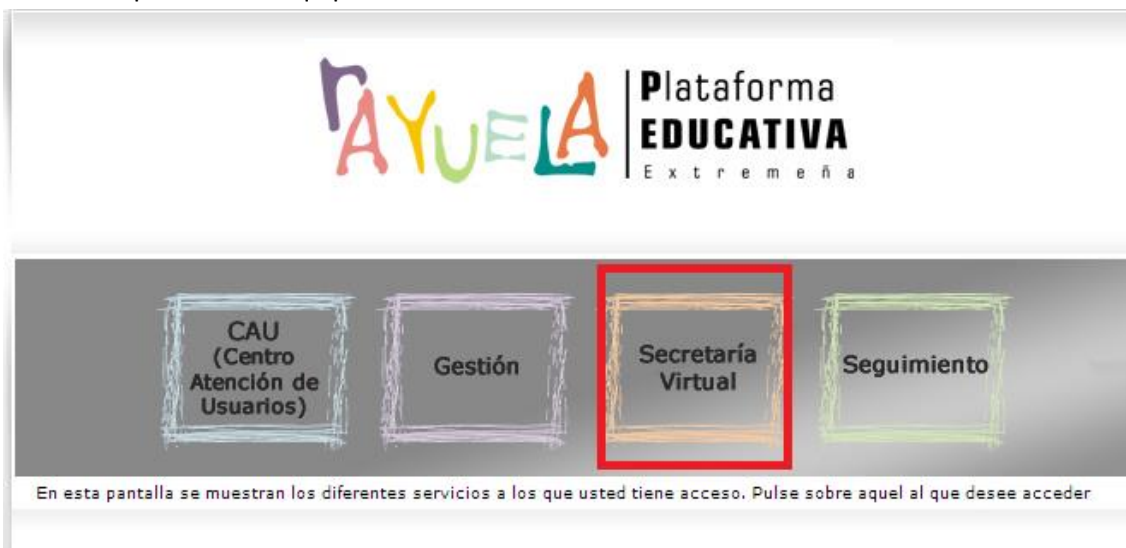 rAYUELA
Plataforma
EDUCATIVA
Extremeña
CAU
(Centro
Atención de
Usuarios)
Gestión
Secretaría
Virtual
Seguimiento
En esta pantalla se muestran los diferentes servicios a los que usted tiene acceso. Pulse sobre aquel al que desee acceder